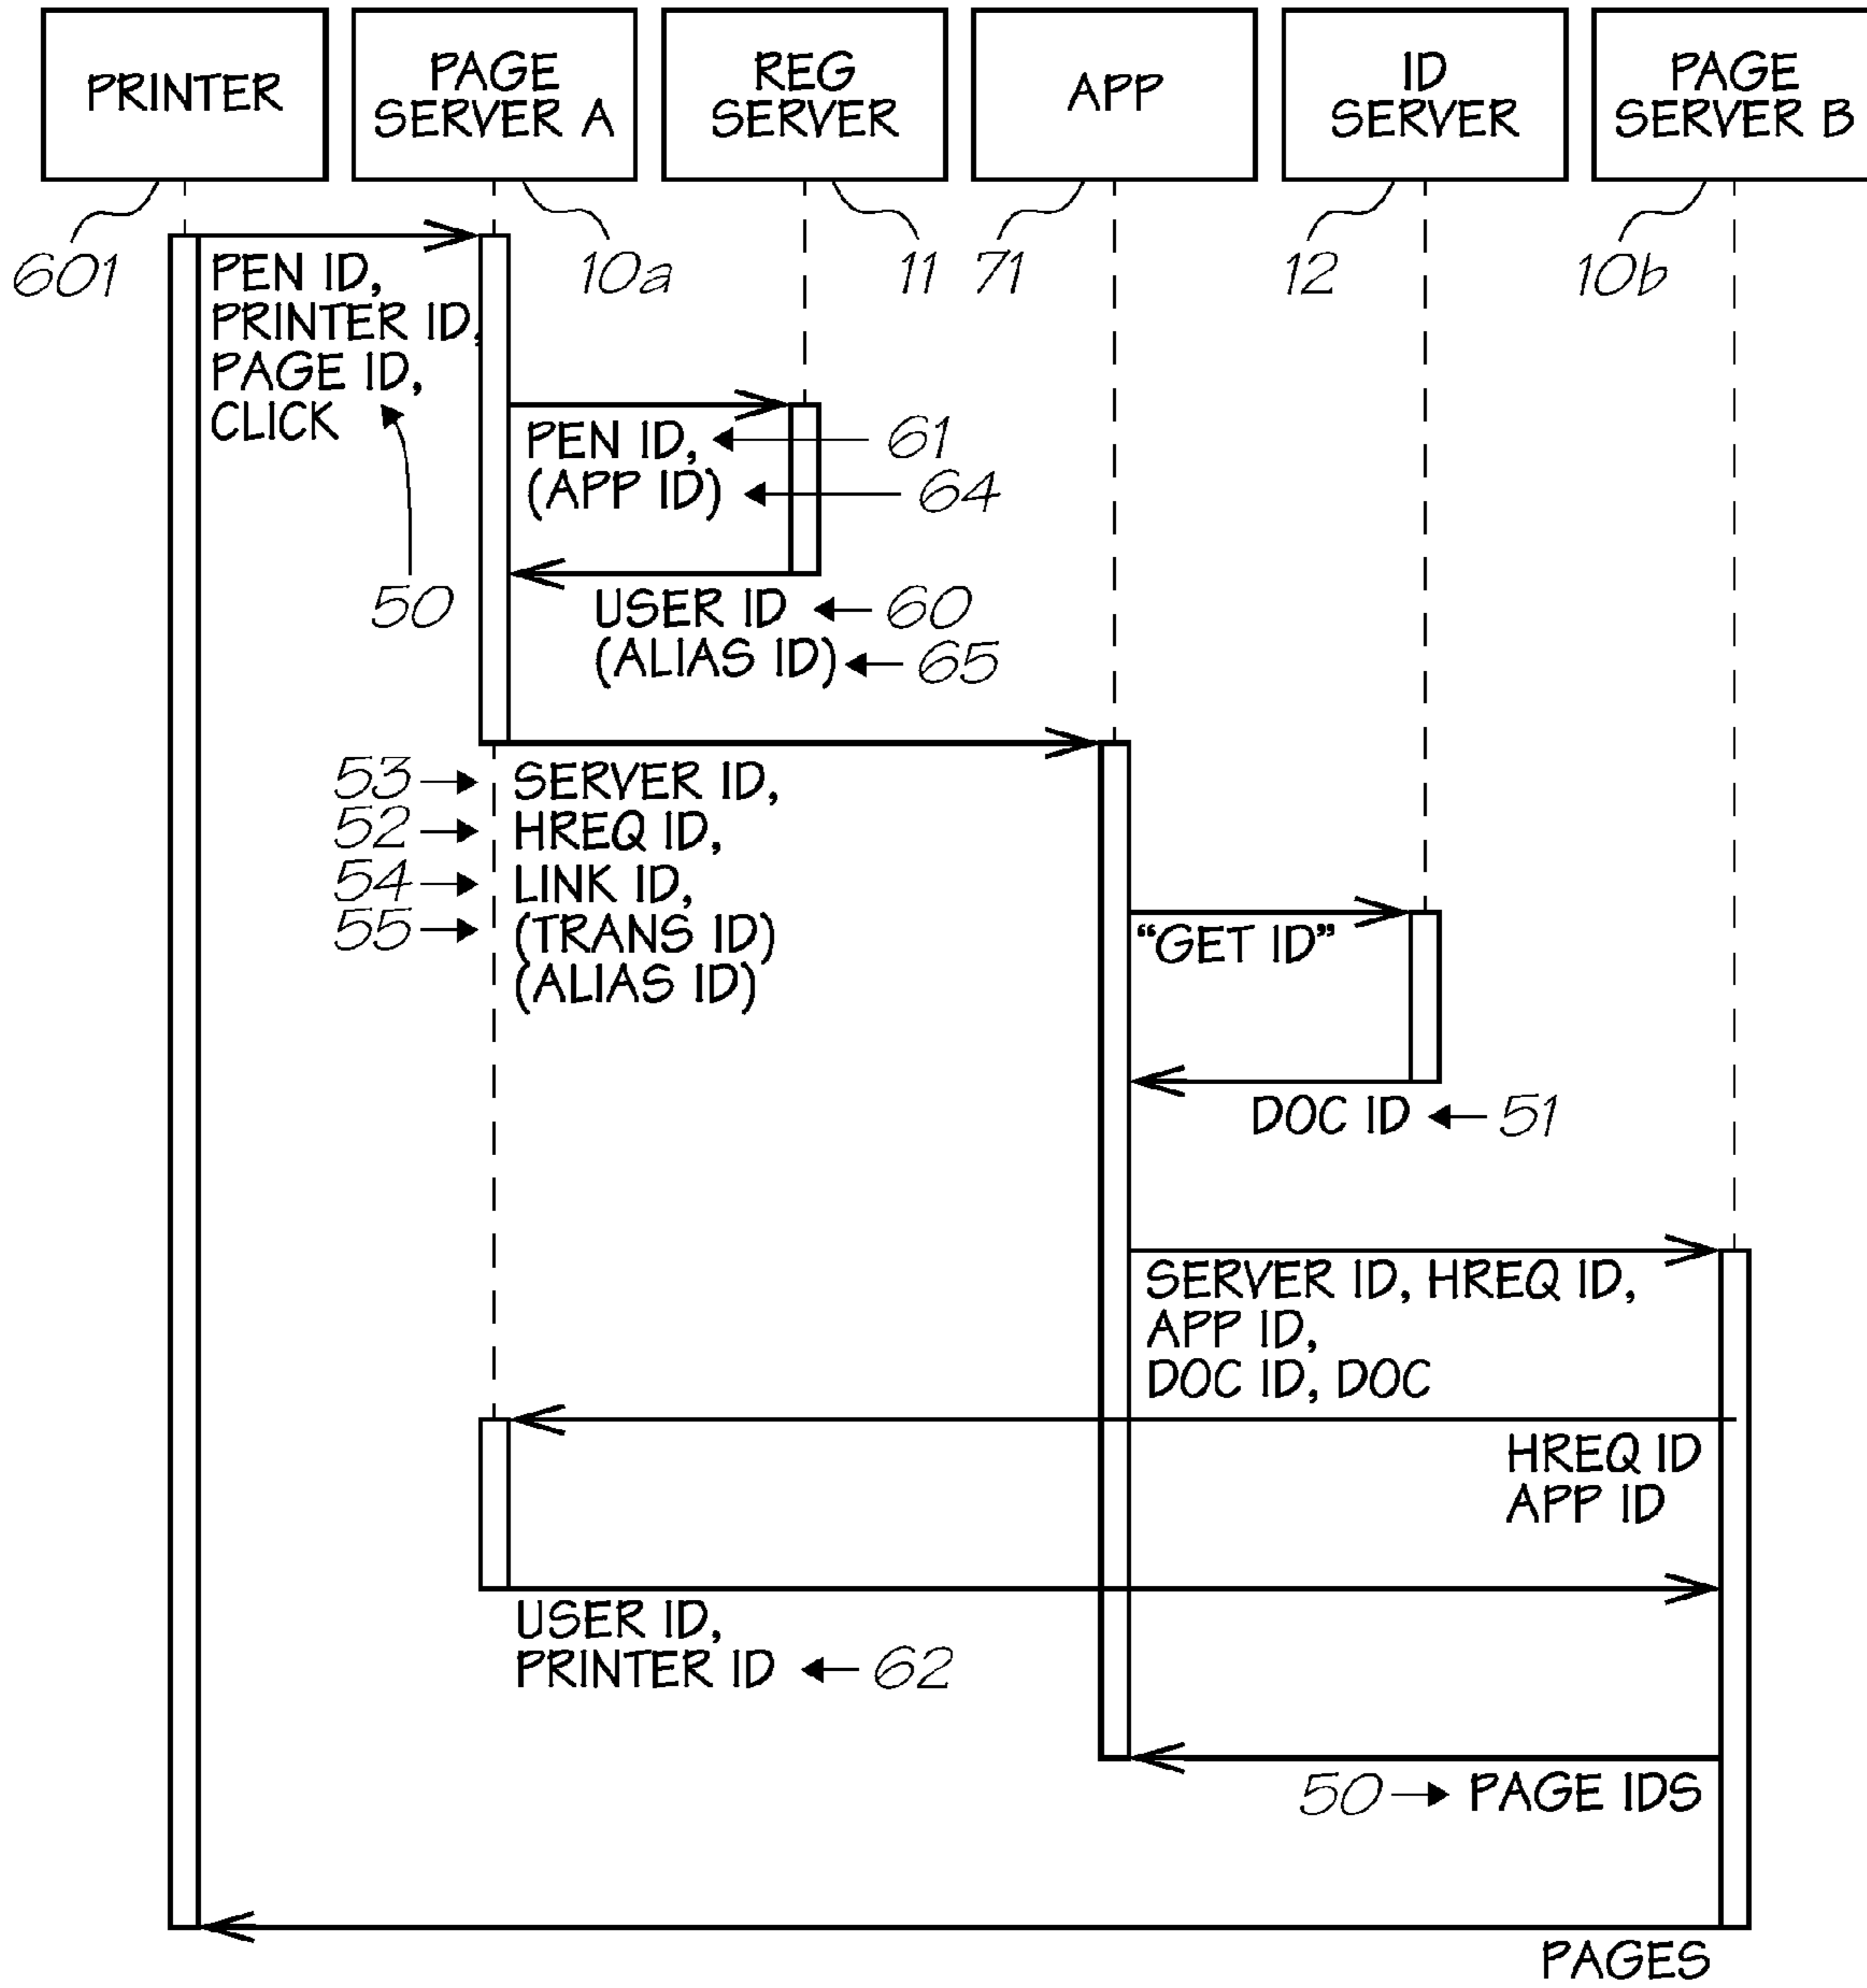 PRINTER
PAGE
SERVER A
REG
SERVER
APP
ID
SERVER
PAGE
SERVER B
601
10a
11
71
12
10b
PEN ID,
PRINTER ID,
PAGE ID,
CLICK
50
PEN ID,
61
(APP ID)
64
USER ID
60
(ALIAS ID)
65
53
SERVER ID,
52
HREQ ID,
54
LINK ID,
55
(TRANS ID)
(ALIAS ID)
“GET ID”
DOC ID
51
SERVER ID, HREQ ID,
APP ID,
DOC ID, DOC
HREQ ID
APP ID
USER ID,
PRINTER ID
62
50
PAGE IDS
PAGES